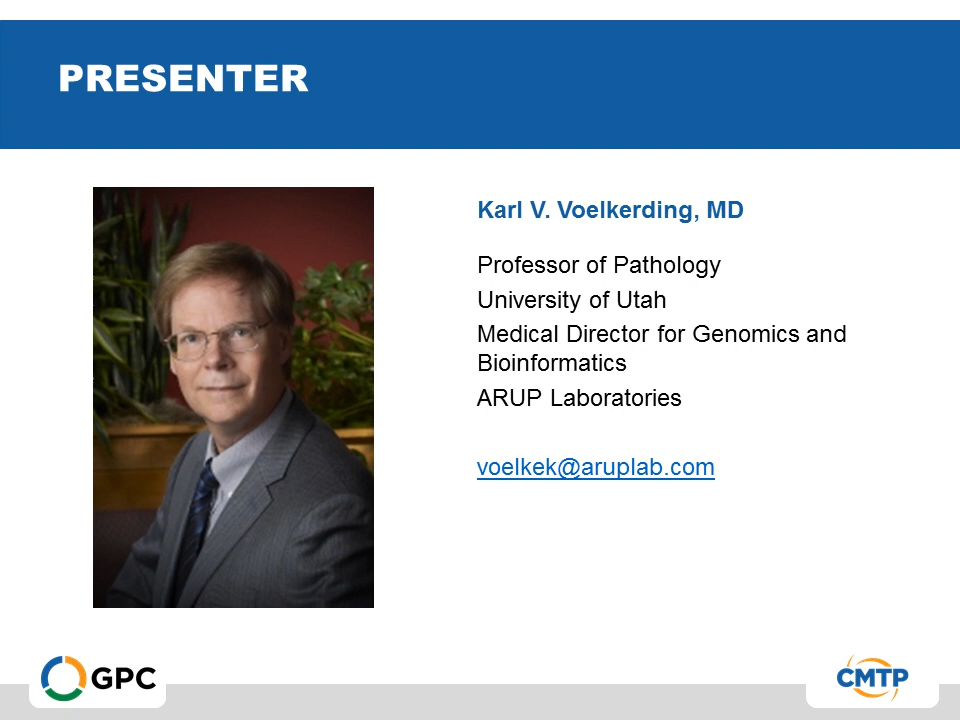 PRESENTER
Karl V. Voelkerding, MD
Professor of Pathology
University of Utah
Medical Director for Genomics and
Bioinformatics
ARUP Laboratories
voelkek@aruplab.com
GPC
CMTP